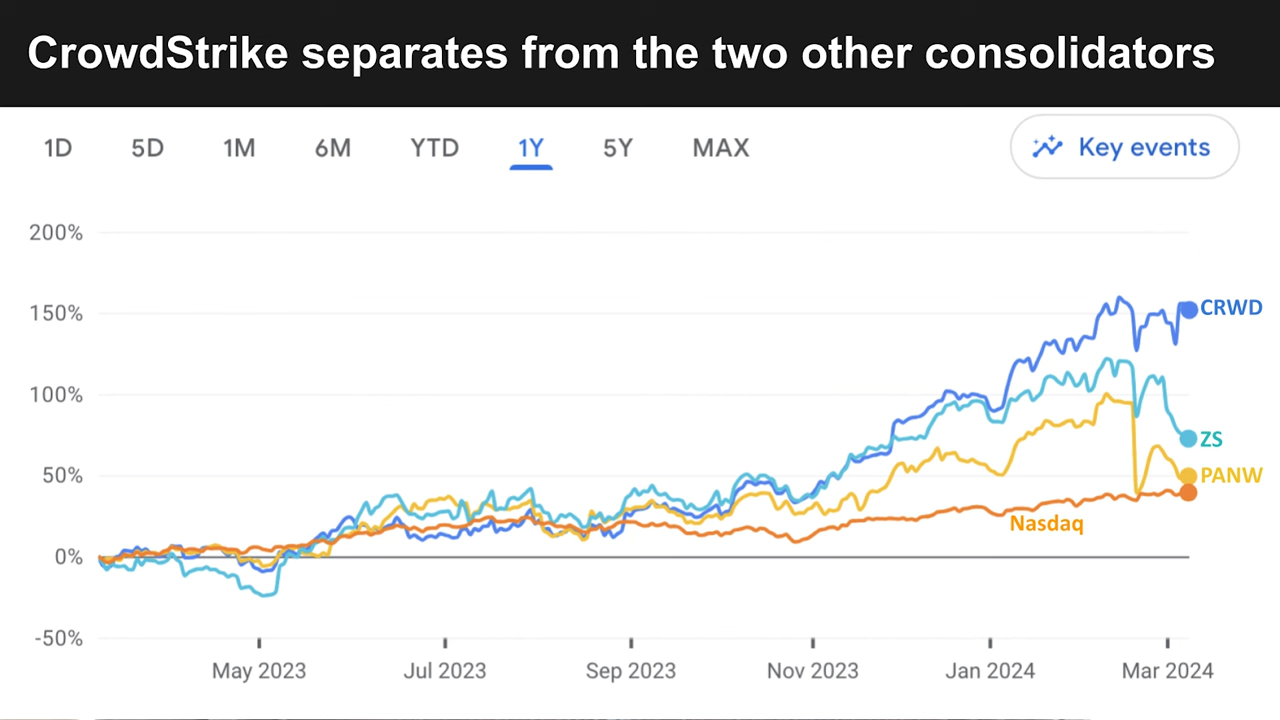 CrowdStrike separates from the two other consolidators
1D 5D 1M 6M YTD 1Y 5Y MAX Key events
200%
150%
100%
50%
0%
-50%
CRWD
ZS
PANW
Nasdaq
May 2023 Jul 2023 Sep 2023 Nov 2023 Jan 2024 Mar 2024